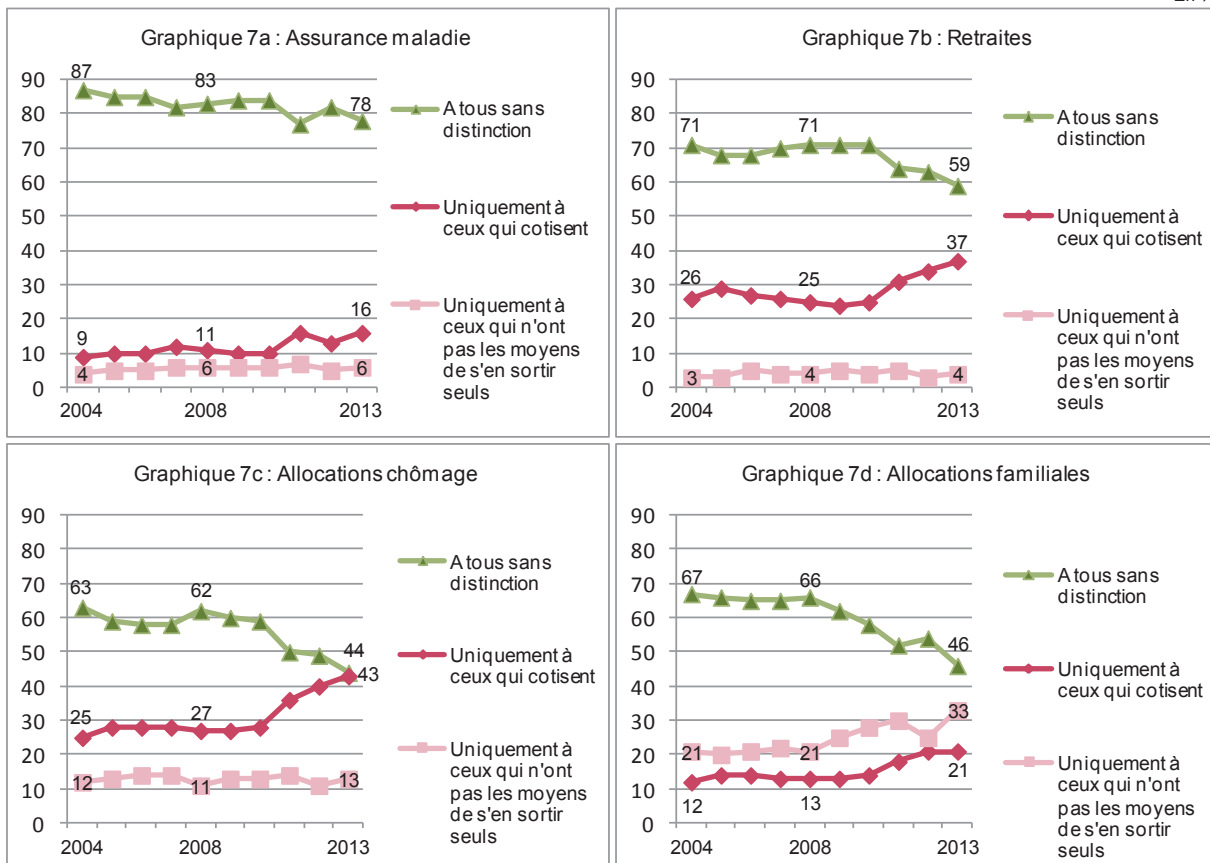 Graphique 7a : Assurance maladie
90
80
70
60
50
40
30
20
10
0
87
83
78
9
11
16
4
6
6
2004
2008
2013
A tous sans
distinction
Uniquement à
ceux qui cotisent
Uniquement à
ceux qui n'ont
pas les moyens
de s'en sortir
seuls
Graphique 7b : Retraites
90
80
70
60
50
40
30
20
10
0
71
71
59
26
25
37
3
4
4
2004
2008
2013
A tous sans
distinction
Uniquement à
ceux qui cotisent
Uniquement à
ceux qui n'ont
pas les moyens
de s'en sortir
seuls
Graphique 7c : Allocations chômage
90
80
70
60
50
40
30
20
10
0
63
62
44
25
27
43
12
11
13
2004
2008
2013
A tous sans
distinction
Uniquement à
ceux qui cotisent
Uniquement à
ceux qui n'ont
pas les moyens
de s'en sortir
seuls
Graphique 7d : Allocations familiales
90
80
70
60
50
40
30
20
10
0
67
66
46
21
21
33
12
13
21
2004
2008
2013
A tous sans
distinction
Uniquement à
ceux qui cotisent
Uniquement à
ceux qui n'ont
pas les moyens
de s'en sortir
seuls